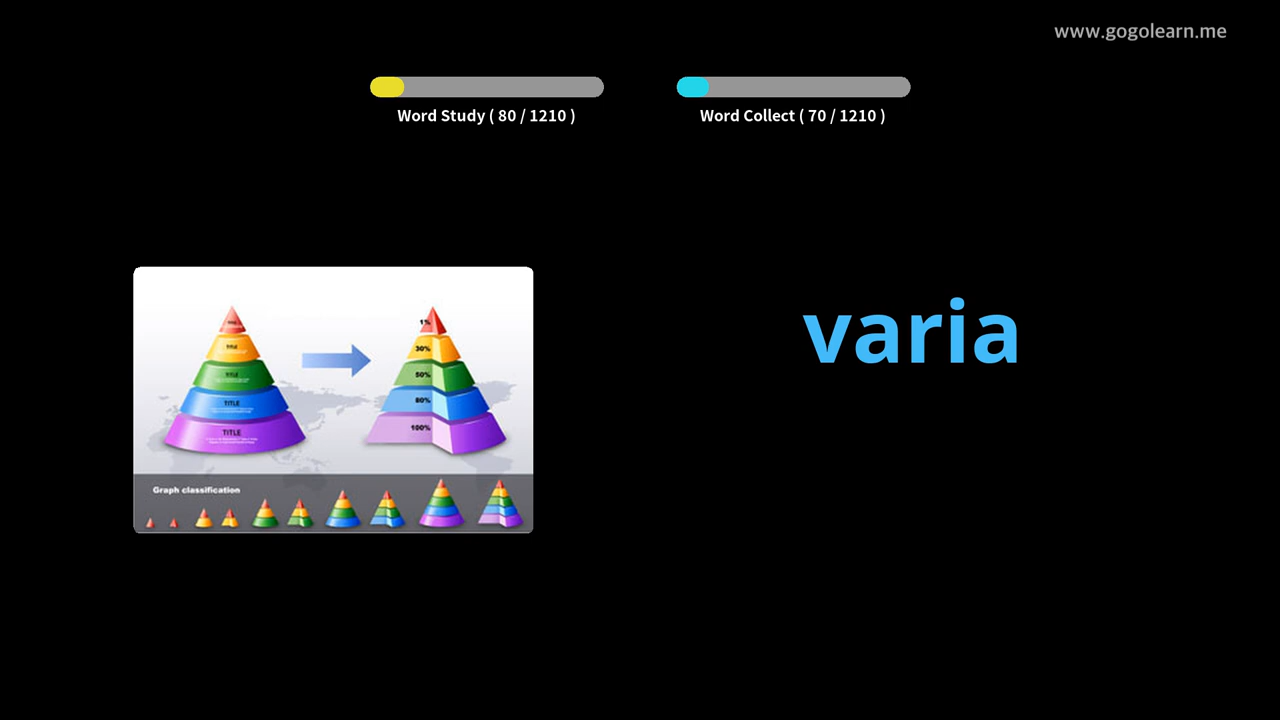 www.gogolearn.me
Word Study ( 80 / 1210 )
Word Collect ( 70 / 1210 )
varia
TITLE
TITLE
TITLE
TITLE
1%
30%
50%
80%
100%
Graph classification